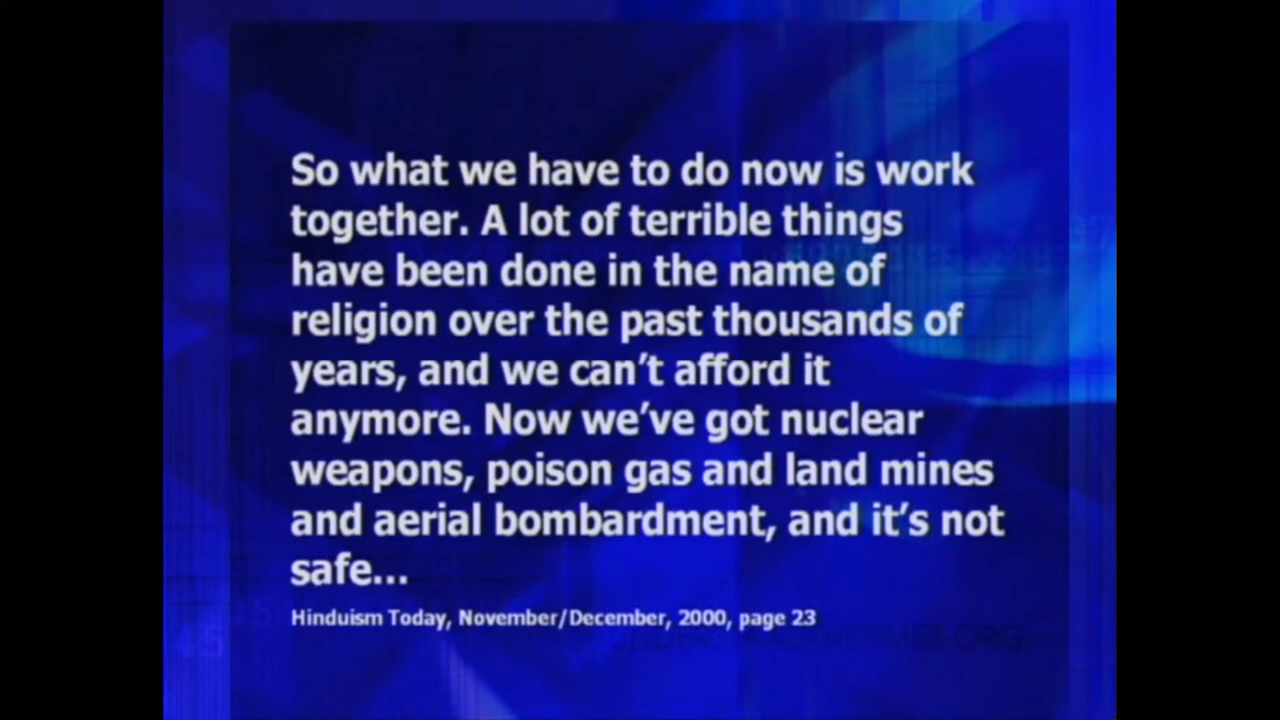 So what we have to do now is work
together. A lot of terrible things
have been done in the name of
religion over the past thousands of
years, and we can't afford it
anymore. Now we've got nuclear
weapons, poison gas and land mines
and aerial bombardment, and it's not
safe...
Hinduism Today, November/December, 2000, page 23